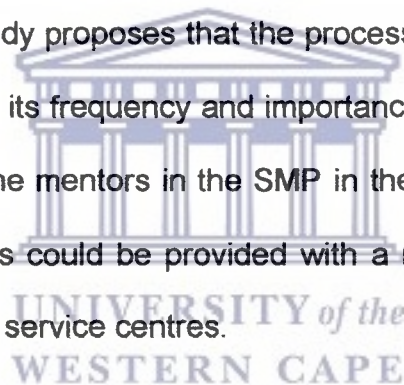 dy proposes that the process
its frequency and importanc
ne mentors in the SMP in the
s could be provided with a
UNIVERSITY of the
service centres.
WESTERN CAPE